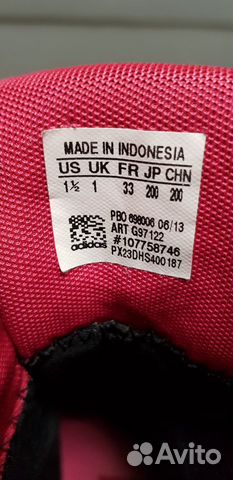 MADE IN INDONESIA
US UK FR JP CHN
1½ 1 33 200 200
PBO 698006 06/13
ART G97122
#107758746
PX23DHS400187
adidas
Avito